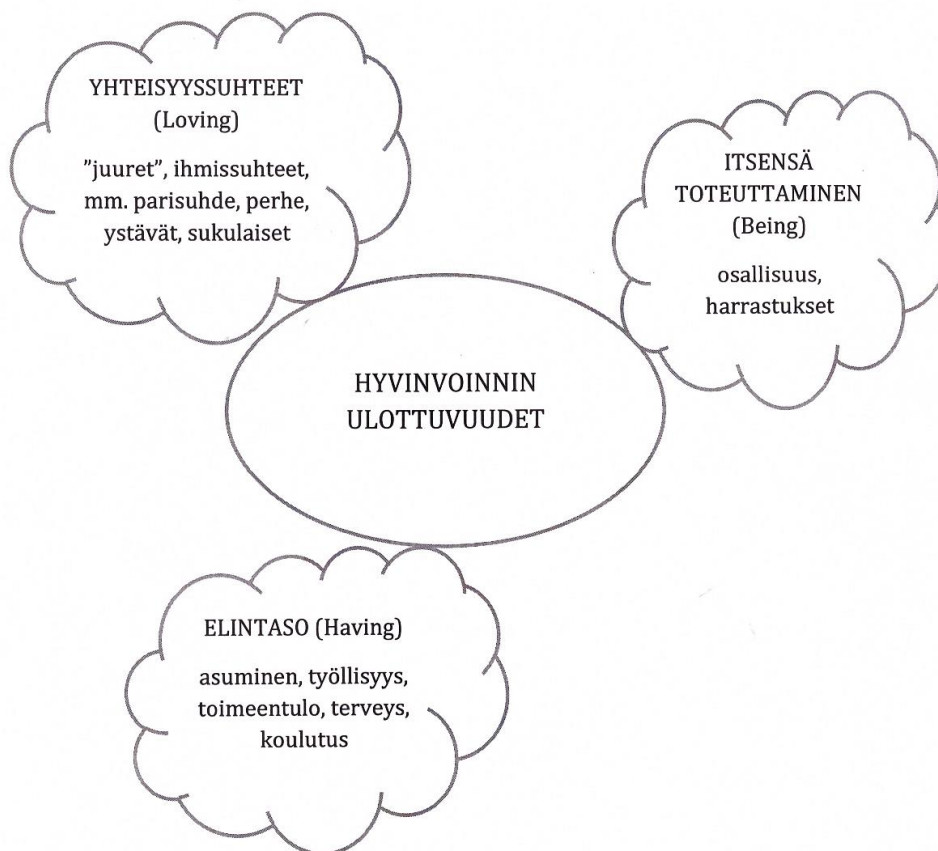 YHTEISYYSSUHTEET
(Loving)
”juuret”, ihmissuhteet,
mm. parisuhde, perhe,
ystävät, sukulaiset
ITSENSÄ
TOTEUTTAMINEN
(Being)
osallisuus,
harrastukset
HYVINVOINNIN
ULOTTUVUUDET
ELINTASO (Having)
asuminen, työllisyys,
toimeentulo, terveys,
koulutus